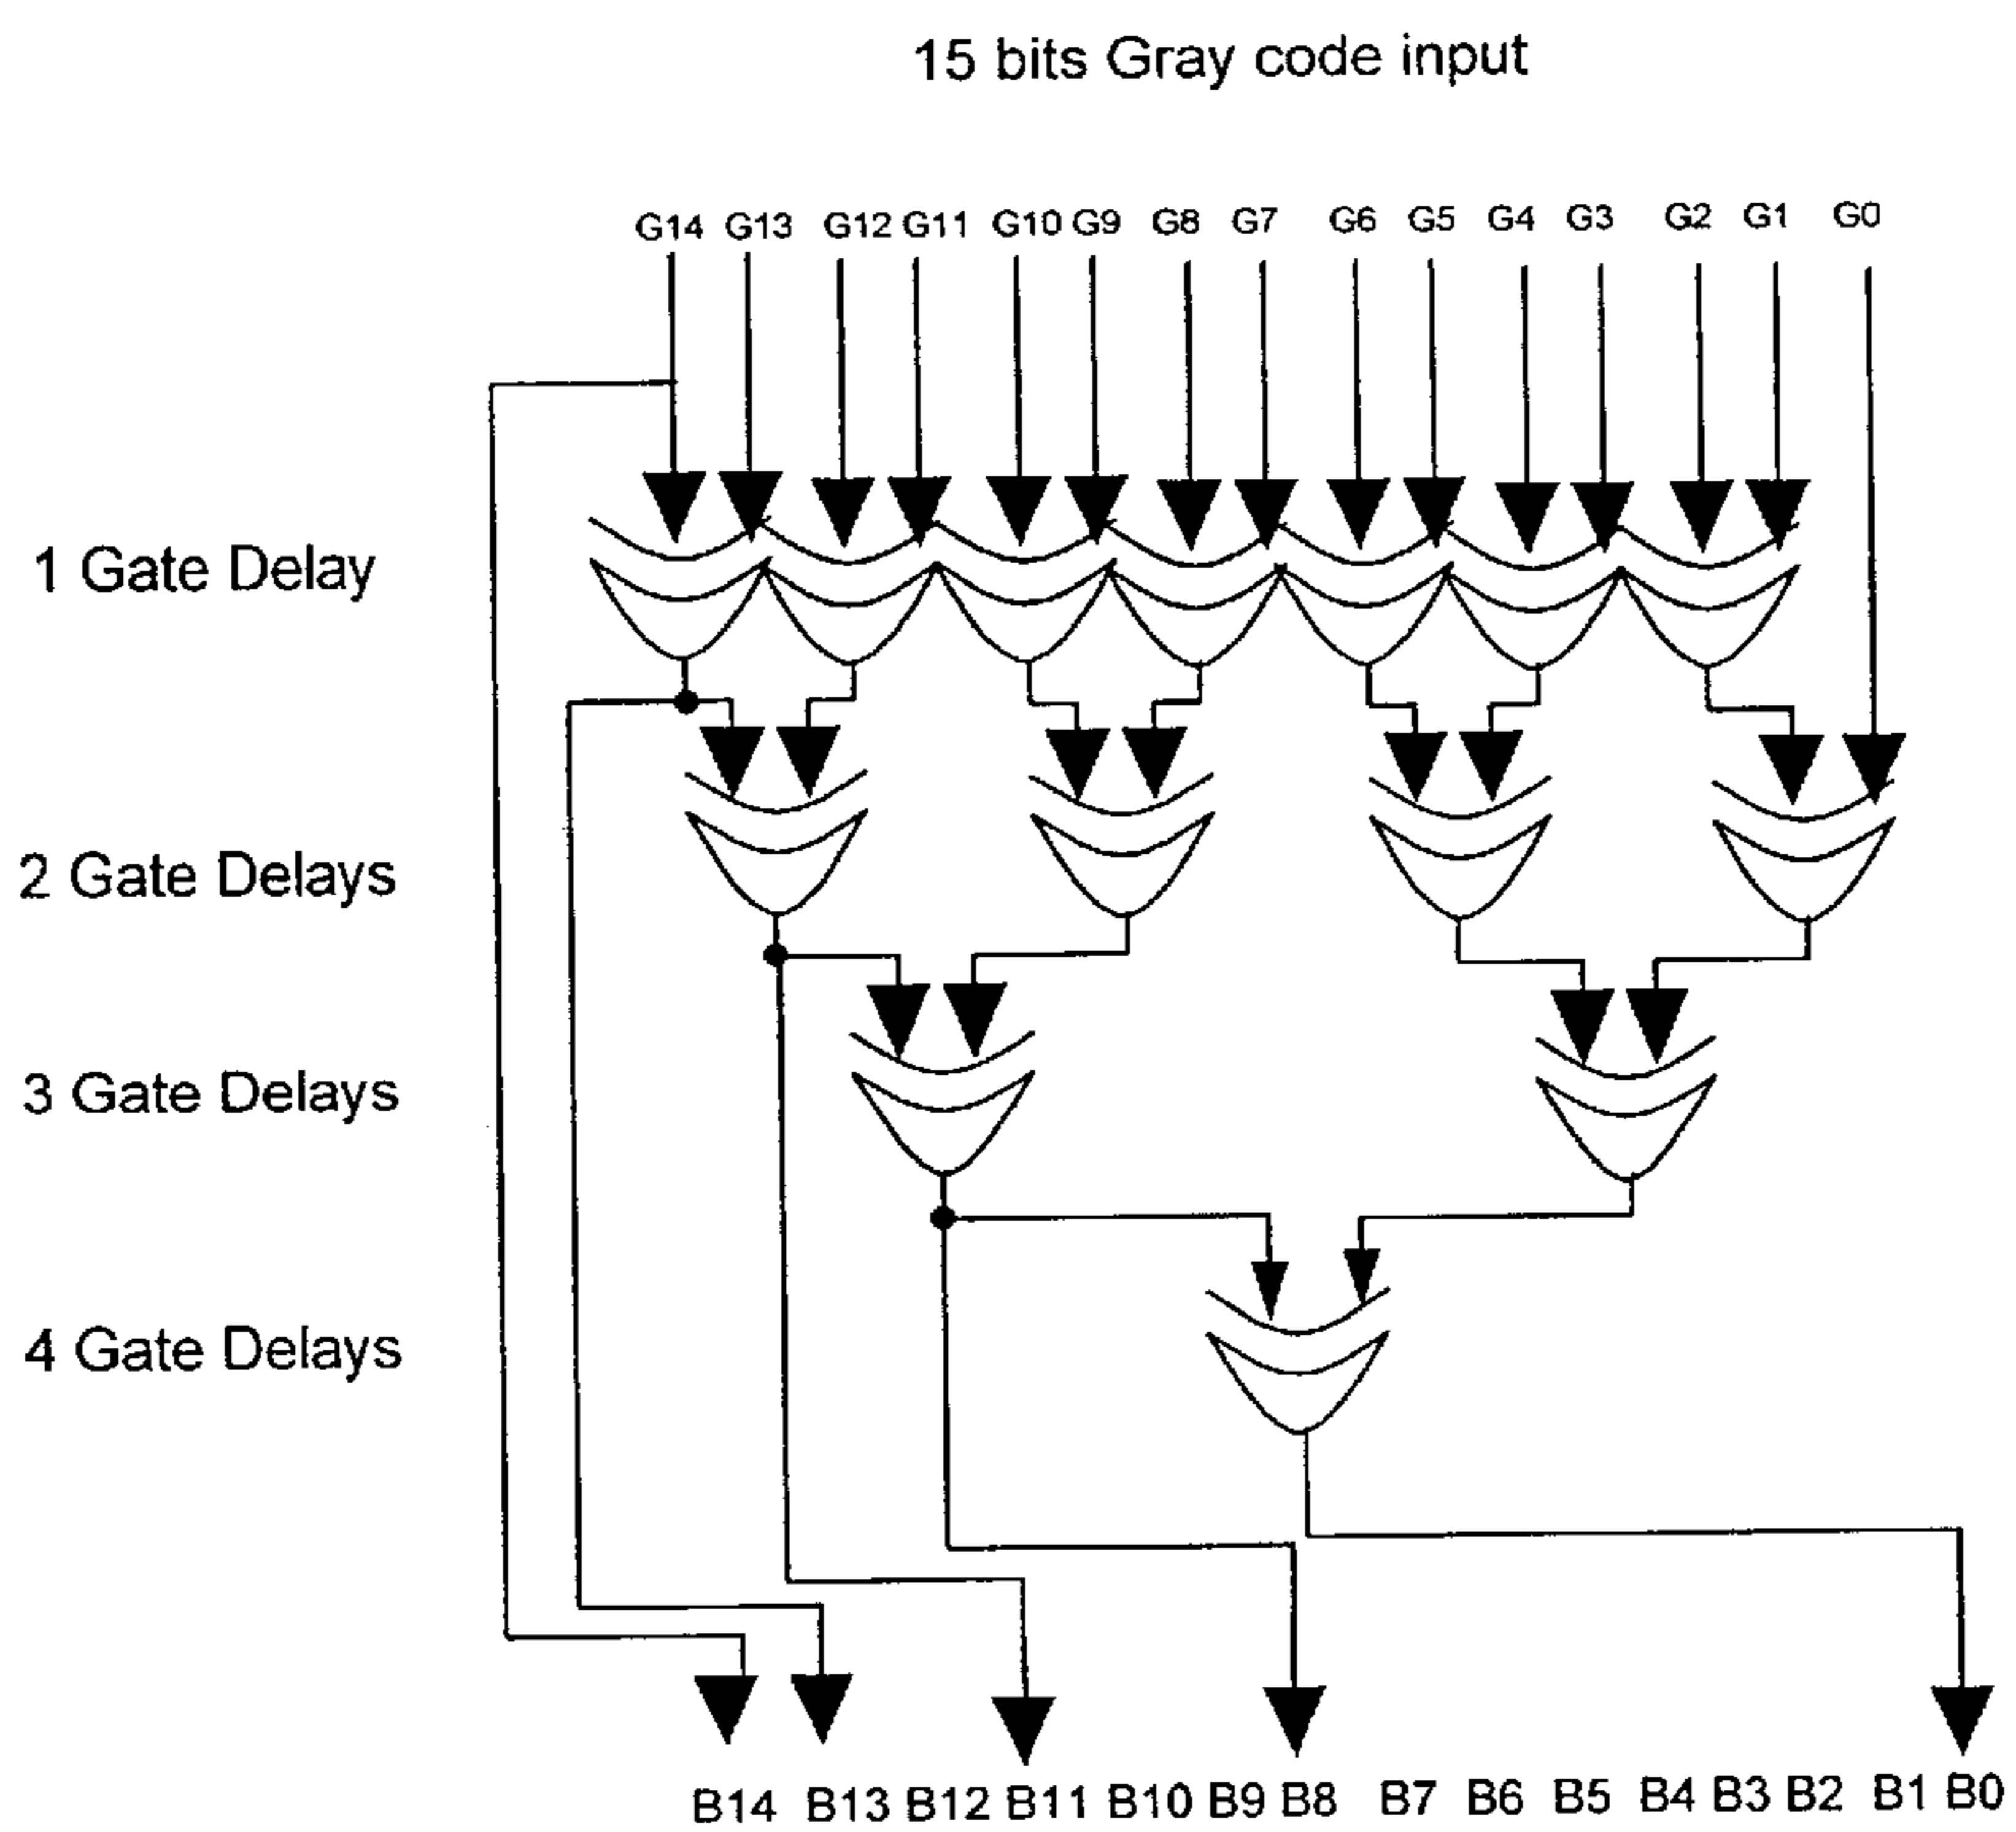 15 bits Gray code input
G14 G13 G12 G11 G10 G9 G8 G7 G6 G5 G4 G3 G2 G1 G0
1 Gate Delay
2 Gate Delays
3 Gate Delays
4 Gate Delays
B14 B13 B12 B11 B10 B9 B8 B7 B6 B5 B4 B3 B2 B1 B0